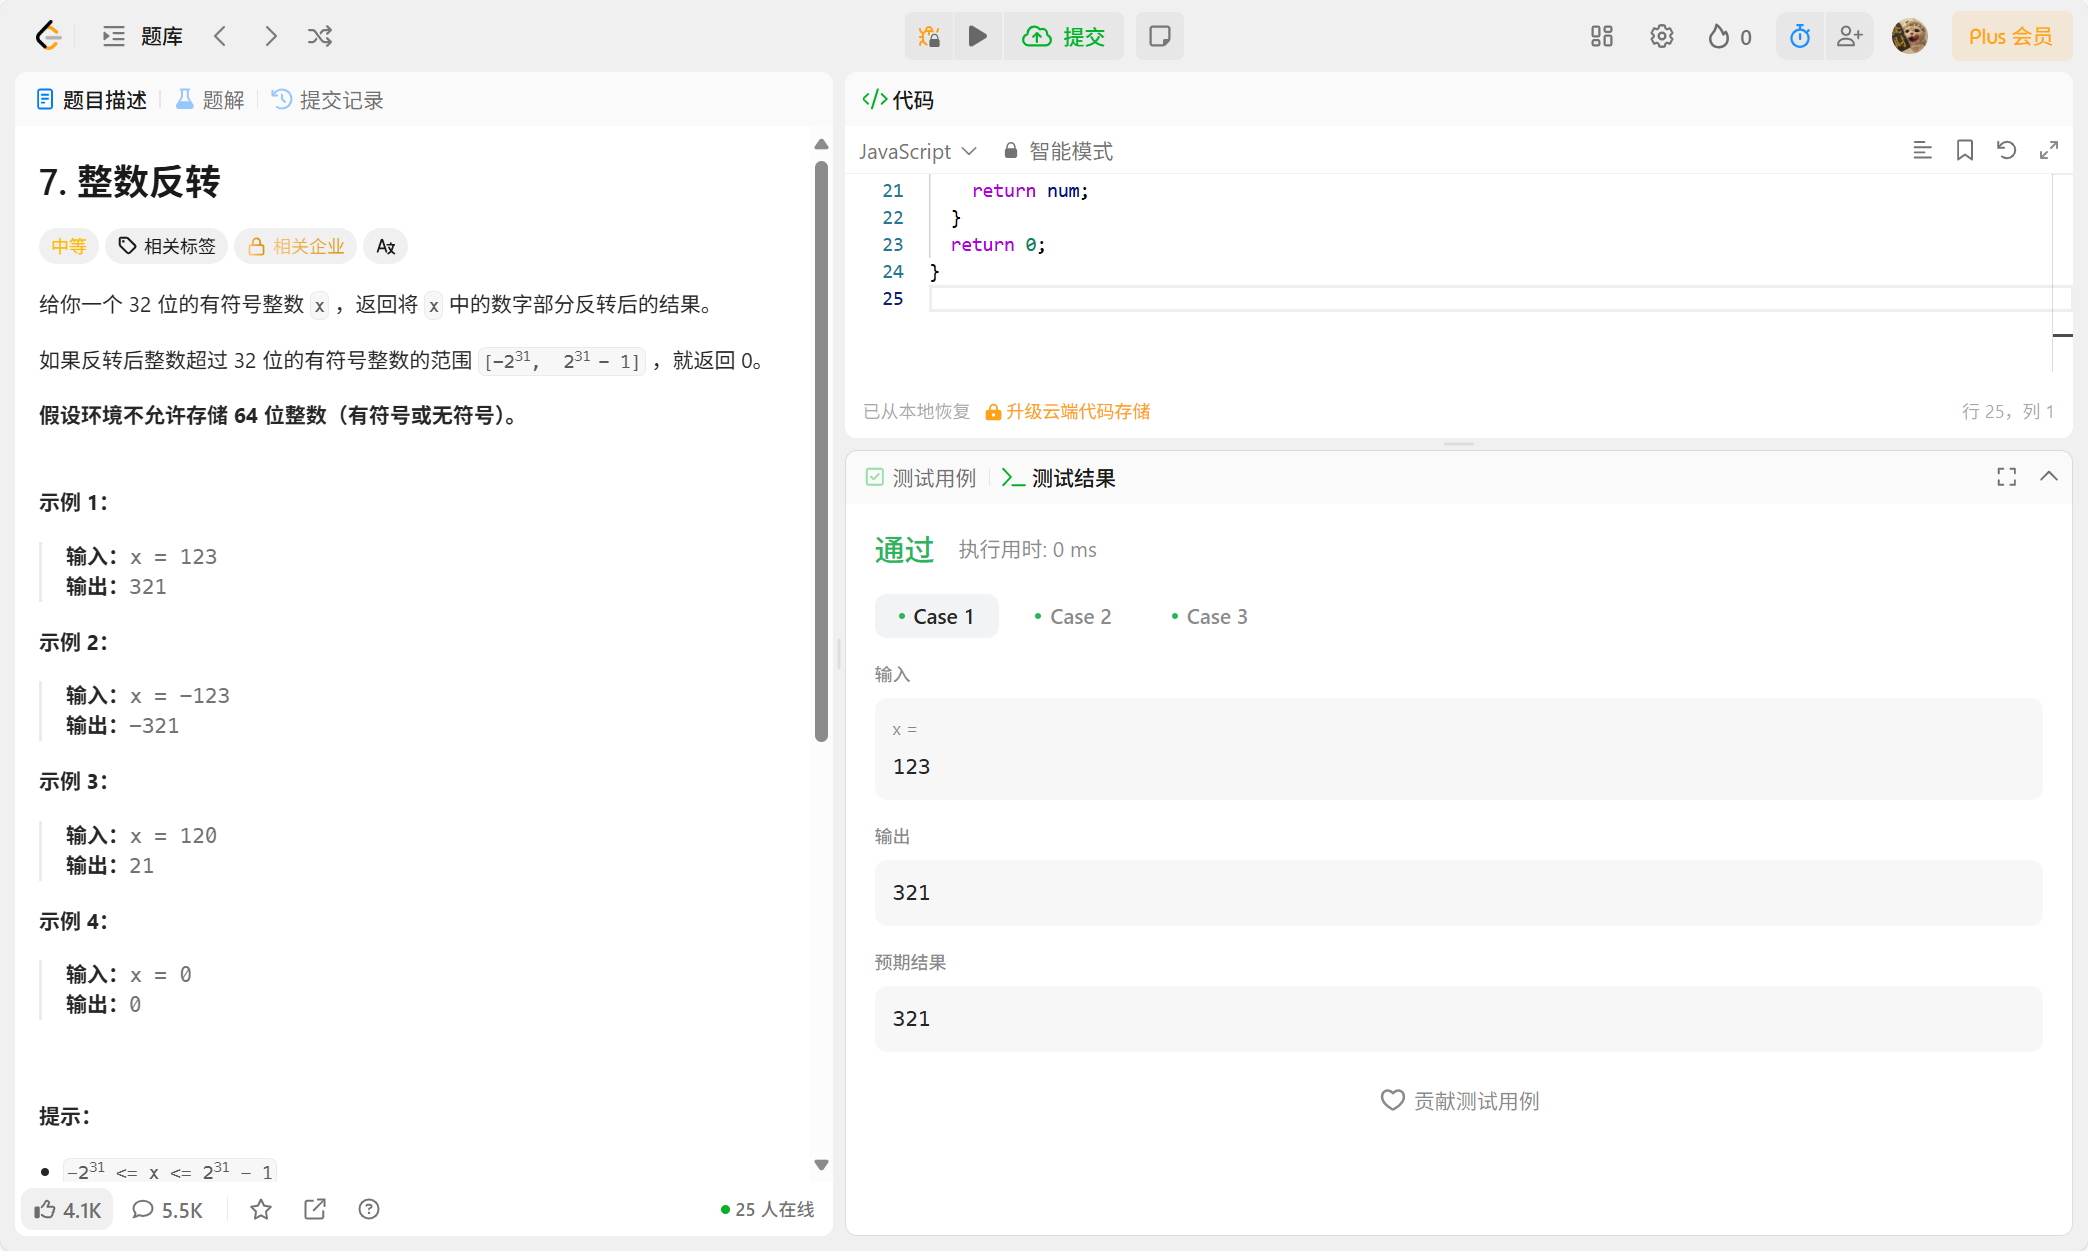 题库
提交
0
Plus 会员
题目描述
题解
提交记录
7. 整数反转
中等
相关标签
相关企业
给你一个 32 位的有符号整数 x ，返回将 x 中的数字部分反转后的结果。
如果反转后整数超过 32 位的有符号整数的范围 [−2³¹,  2³¹ − 1] ，就返回 0。
假设环境不允许存储 64 位整数（有符号或无符号）。
示例 1：
输入：x = 123
输出：321
示例 2：
输入：x = −123
输出：−321
示例 3：
输入：x = 120
输出：21
示例 4：
输入：x = 0
输出：0
提示：
−2³¹ <= x <= 2³¹ − 1
4.1K
5.5K
25 人在线
代码
JavaScript
智能模式
21 return num;
22 }
23 return 0;
24 }
25
已从本地恢复
升级云端代码存储
行 25，列 1
测试用例
测试结果
通过
执行用时: 0 ms
Case 1
Case 2
Case 3
输入
x =
123
输出
321
预期结果
321
贡献测试用例